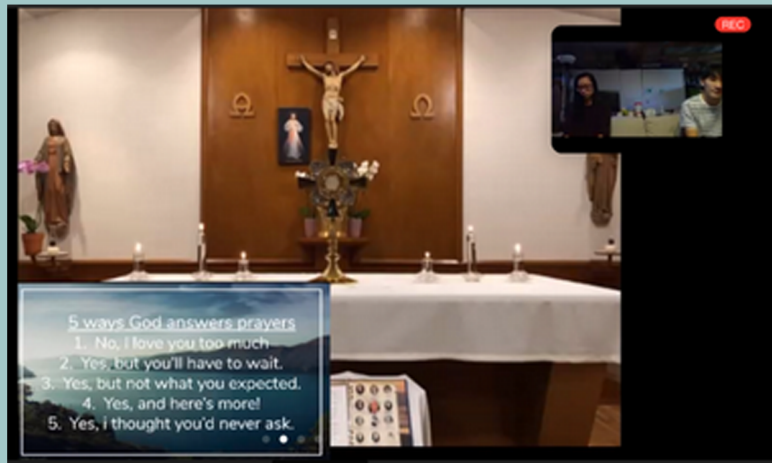 REC
5 ways God answers prayers
1. No, i love you too much
2. Yes, but you'll have to wait.
3. Yes, but not what you expected.
4. Yes, and here's more!
5. Yes, i thought you'd never ask.